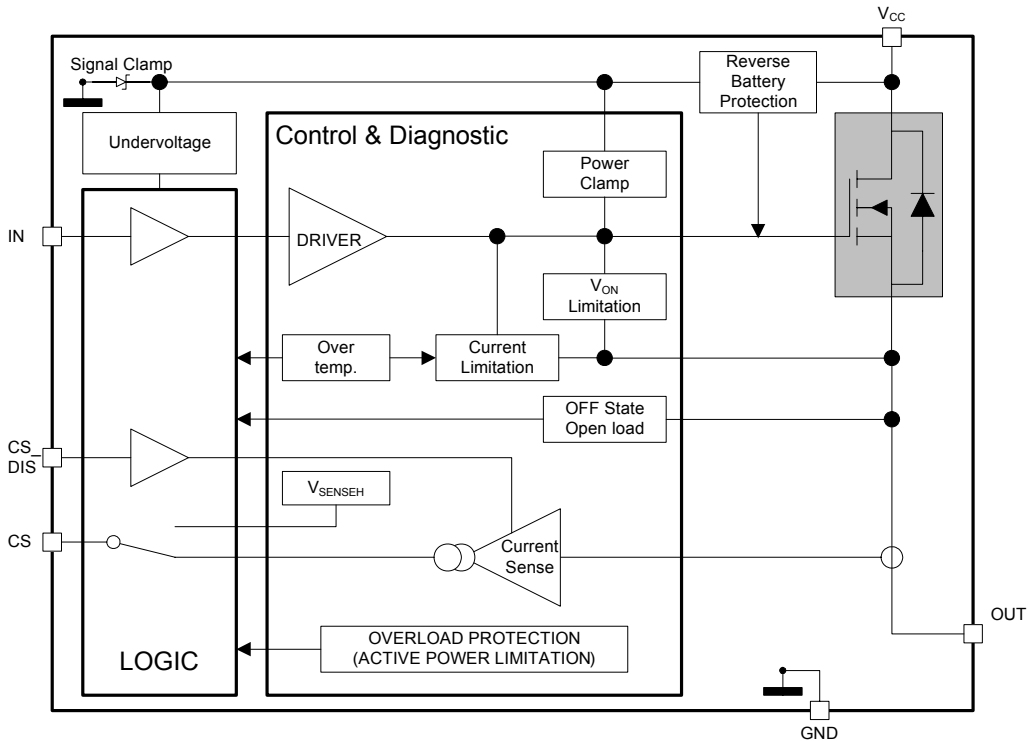 VCC
Signal Clamp
Reverse
Battery
Protection
Undervoltage
Control & Diagnostic
Power
Clamp
IN
DRIVER
VON
Limitation
Over
temp.
Current
Limitation
OFF State
Open load
CS_
DIS
VSENSEH
CS
Current
Sense
OUT
OVERLOAD PROTECTION
(ACTIVE POWER LIMITATION)
LOGIC
GND